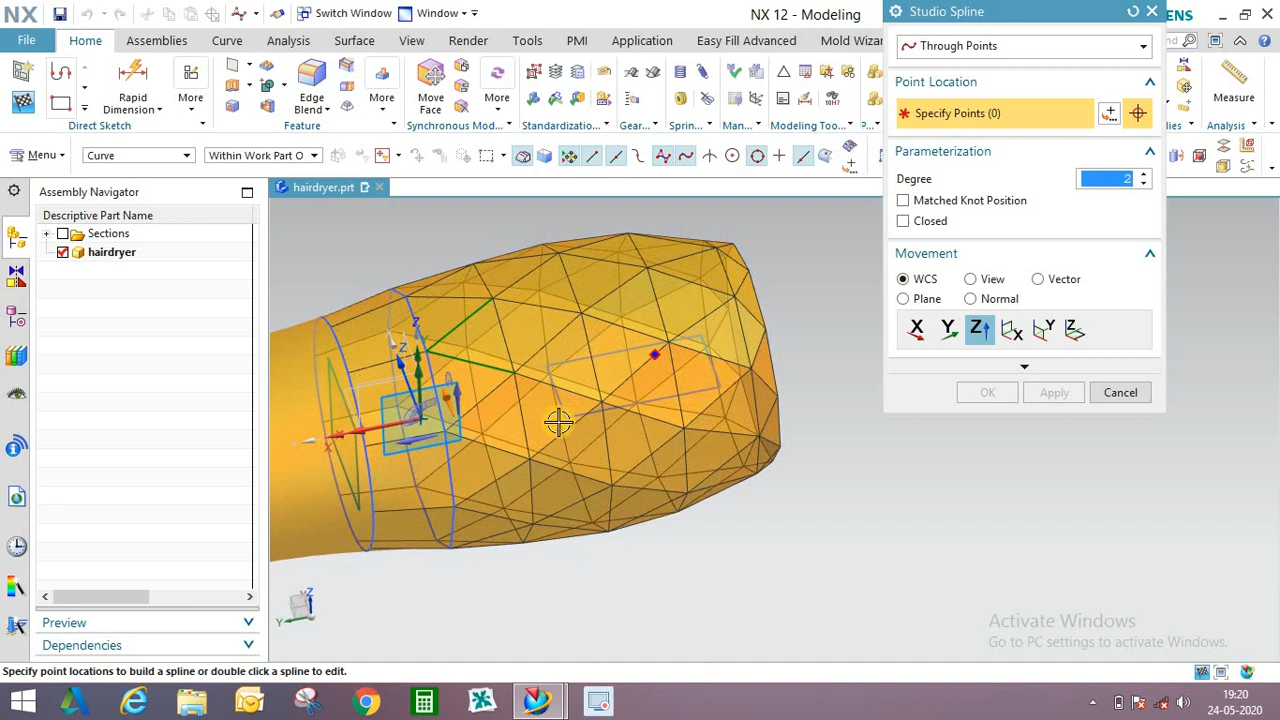 NX
Switch Window
Window
NX 12 - Modeling
SIEMENS
File
Home
Assemblies
Curve
Analysis
Surface
View
Render
Tools
PMI
Application
Easy Fill Advanced
Mold Wizard
Rapid Dimension
More
Direct Sketch
Edge Blend
More
Feature
Move Face
More
Synchronous Mod...
Standardization...
Gear...
Sprin...
Man...
Modeling Too...
P...
Measure
Analysis
Menu
Curve
Within Work Part O
Assembly Navigator
hairdryer.prt
Descriptive Part Name
Sections
hairdryer
Preview
Dependencies
Studio Spline
Through Points
Point Location
Specify Points (0)
Parameterization
Degree
2
Matched Knot Position
Closed
Movement
WCS
View
Vector
Plane
Normal
X
Y
Z
X
Y
Z
OK
Apply
Cancel
Z
Z
X
Z
Y
Activate Windows
Go to PC settings to activate Windows.
Specify point locations to build a spline or double click a spline to edit.
19:20
24-05-2020